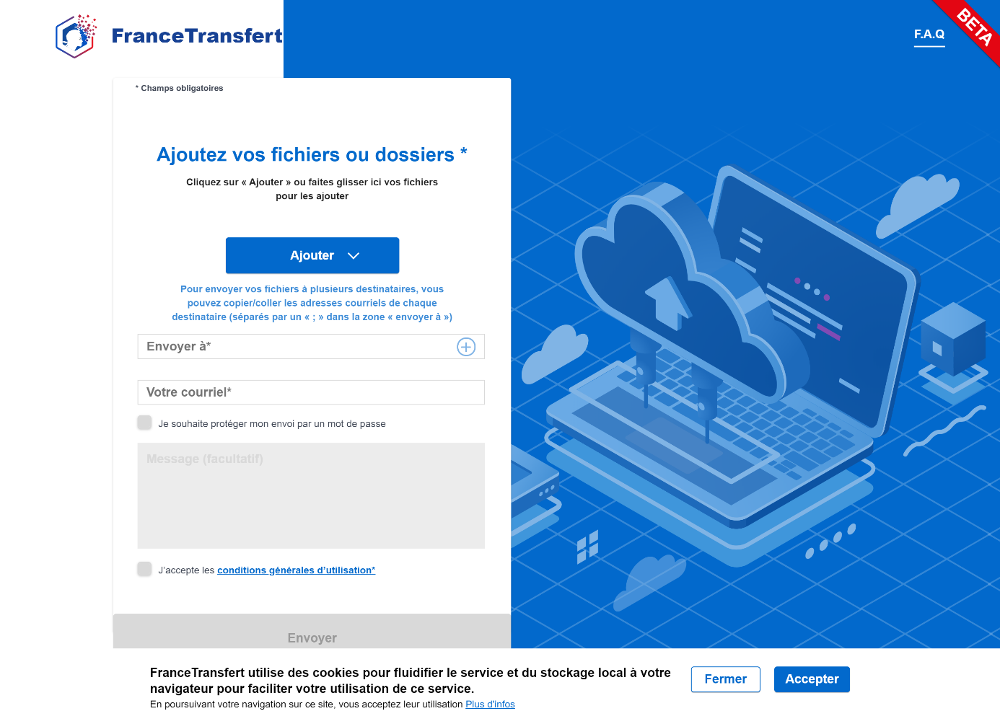 FranceTransfert
F.A.Q
BETA
* Champs obligatoires
Ajoutez vos fichiers ou dossiers *
Cliquez sur « Ajouter » ou faites glisser ici vos fichiers
pour les ajouter
Ajouter
Pour envoyer vos fichiers à plusieurs destinataires, vous
pouvez copier/coller les adresses courriels de chaque
destinataire (séparés par un « ; » dans la zone « envoyer à »)
Envoyer à*
Votre courriel*
Je souhaite protéger mon envoi par un mot de passe
Message (facultatif)
J’accepte les conditions générales d’utilisation*
Envoyer
FranceTransfert utilise des cookies pour fluidifier le service et du stockage local à votre
navigateur pour faciliter votre utilisation de ce service.
En poursuivant votre navigation sur ce site, vous acceptez leur utilisation Plus d'infos
Fermer
Accepter